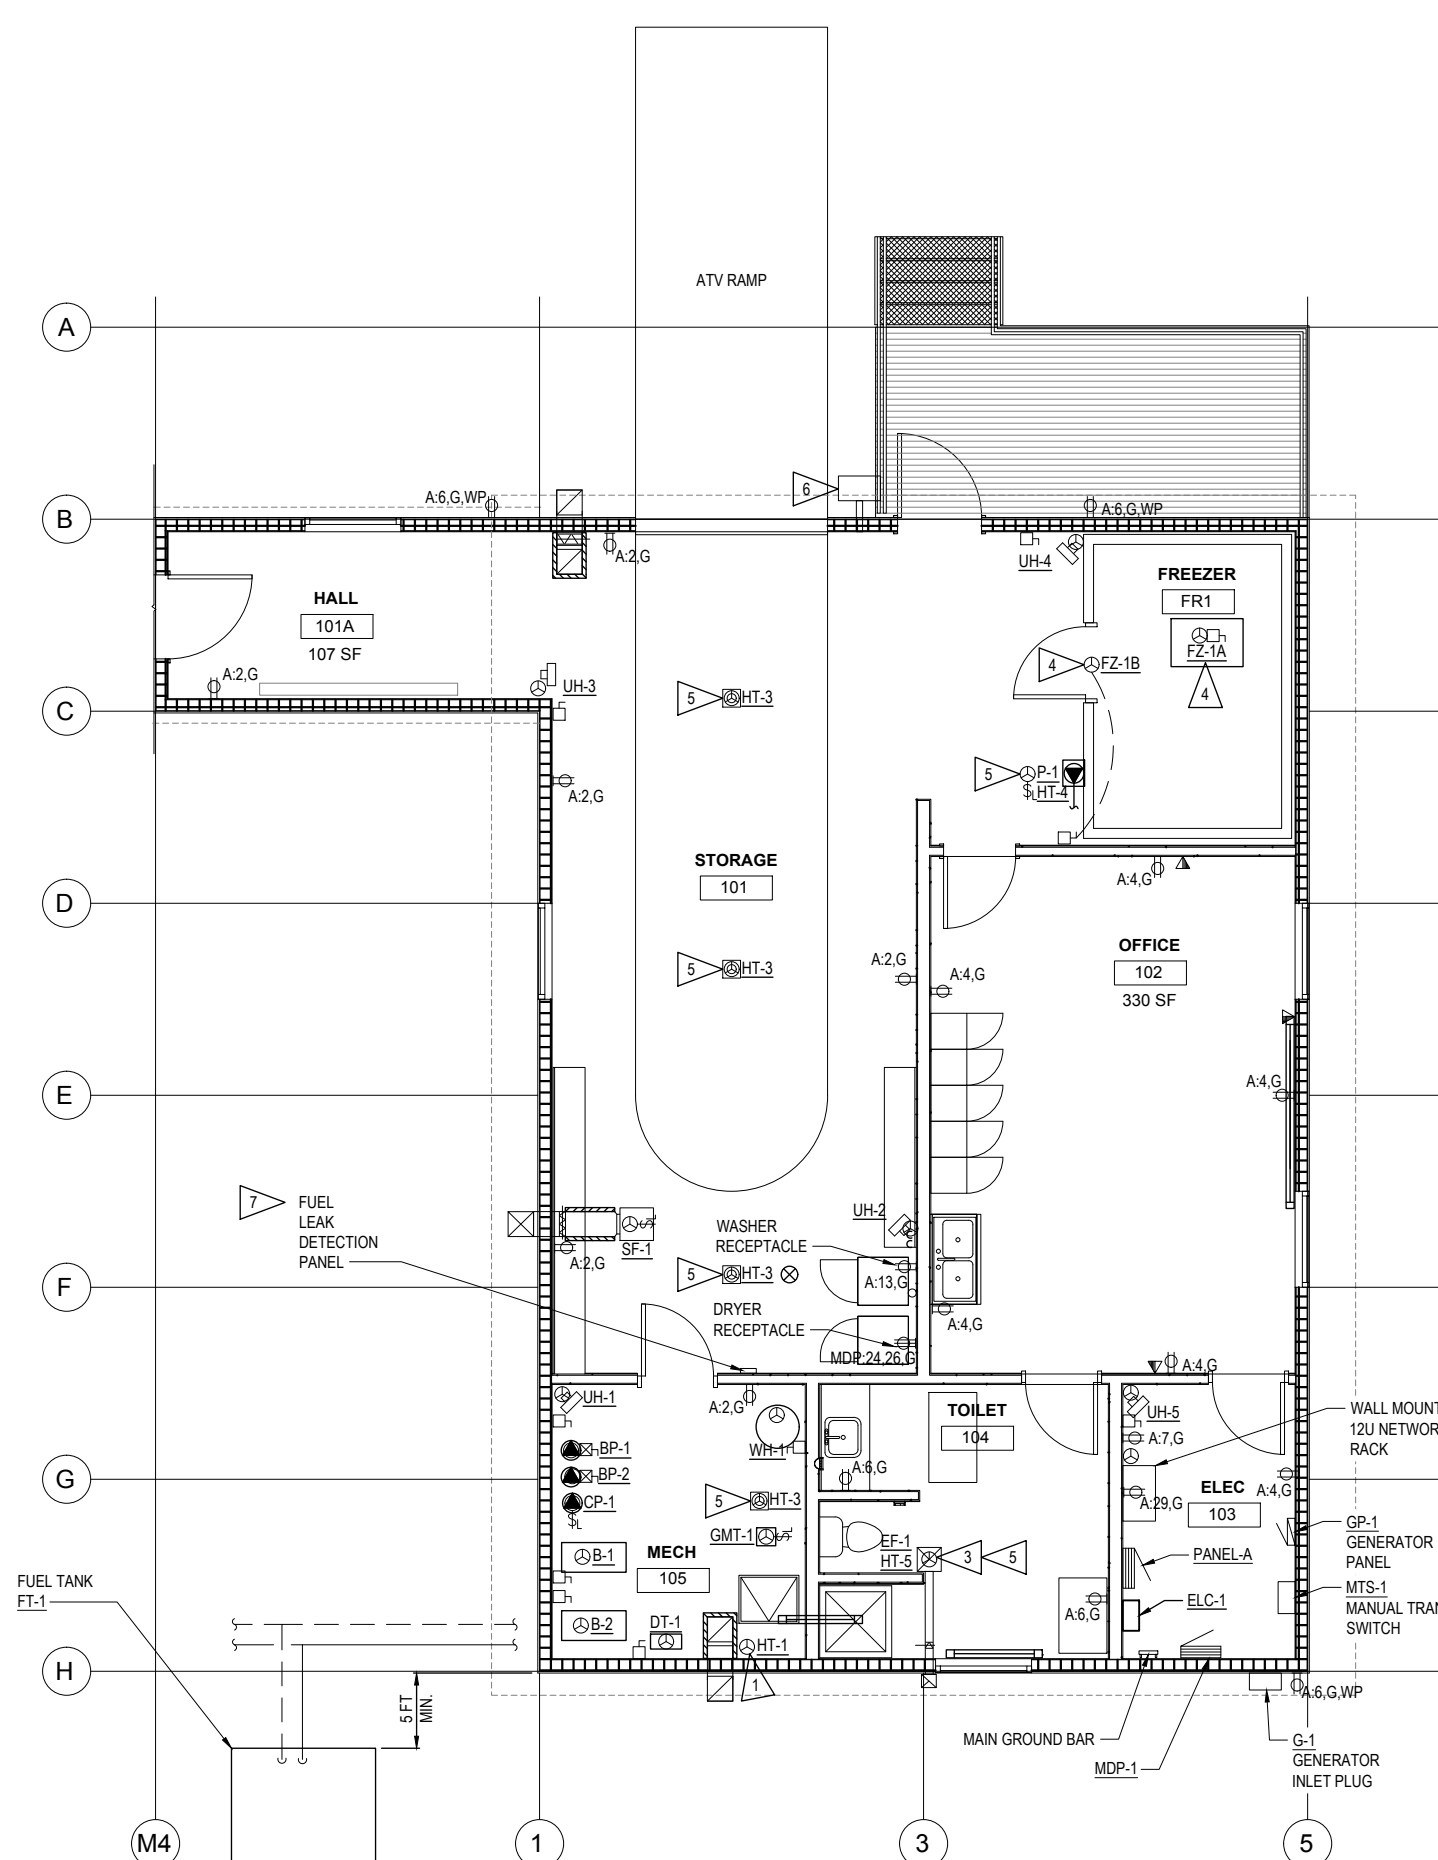 ATV RAMP
A
6
A:6,G,WP
B
A:6,G,WP
A:2,G
UH-4
FREEZER
FR1
HALL
101A
107 SF
FZ-1A
4
FZ-1B
4
A:2,G
UH-3
5
HT-3
C
5
P-1
HT-4
L
A:2,G
STORAGE
101
A:4,G
D
OFFICE
102
330 SF
A:2,G
A:4,G
5
HT-3
E
A:4,G
7
FUEL
LEAK
DETECTION
PANEL
UH-2
WASHER
RECEPTACLE
SF-1
A:2,G
5
HT-3
A:13,G
F
DRYER
RECEPTACLE
A:4,G
MDP:24,26,G
A:4,G
UH-1
A:2,G
TOILET
104
UH-5
WALL MOUNT
12U NETWOR
RACK
A:7,G
WH-1
BP-1
BP-2
A:6,G
G
CP-1
L
5
HT-3
A:29,G
ELEC
103
A:4,G
GMT-1
L
GP-1
GENERATOR
PANEL
EF-1
HT-5
3
5
PANEL-A
B-1
MECH
105
FUEL TANK
FT-1
ELC-1
MTS-1
MANUAL TRAN
SWITCH
A:6,G
B-2
DT-1
HT-1
H
1
5 FT
MIN.
A:6,G,WP
MAIN GROUND BAR
MDP-1
G-1
GENERATOR
INLET PLUG
M4
1
3
5